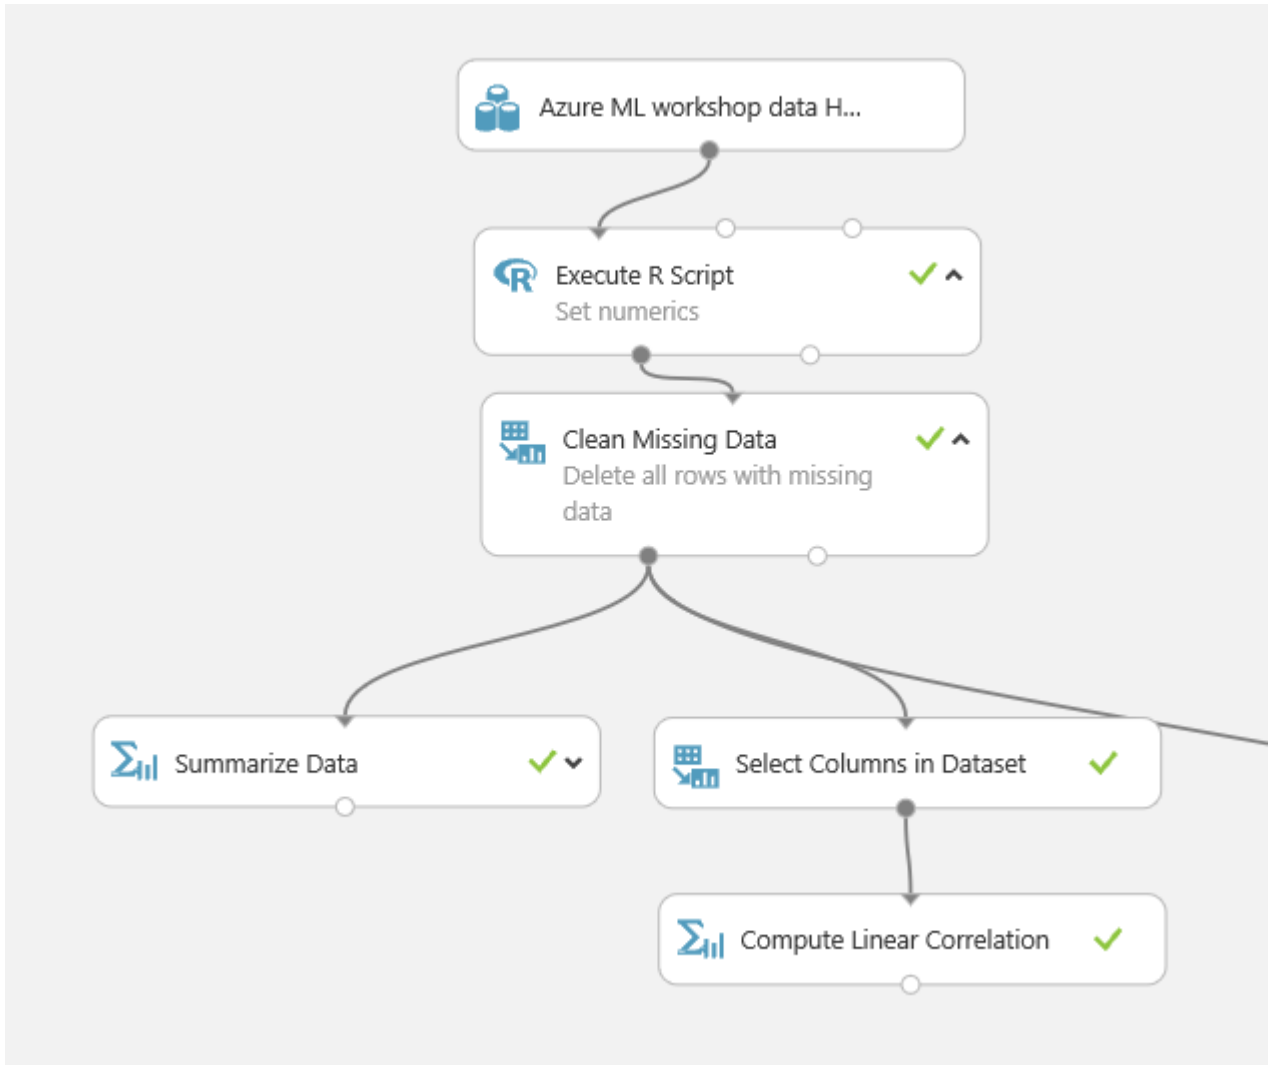 Azure ML workshop data H...
Execute R Script
Set numerics
Clean Missing Data
Delete all rows with missing
data
Summarize Data
Select Columns in Dataset
Compute Linear Correlation